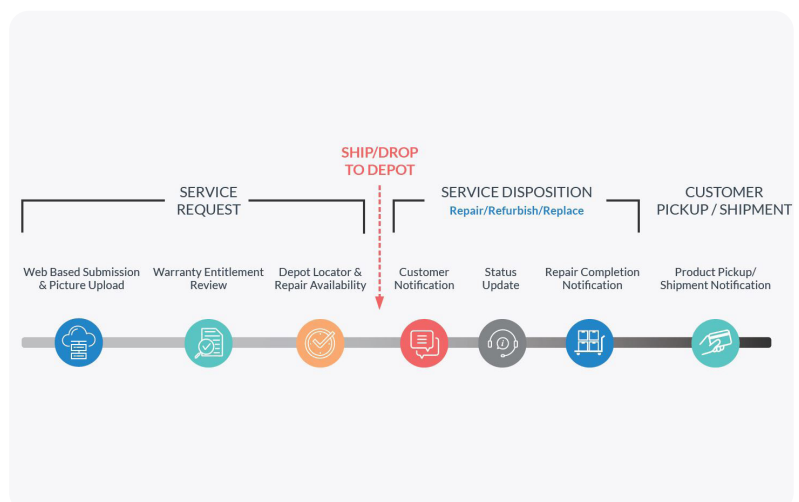 SHIP/DROP
TO DEPOT
SERVICE
REQUEST
SERVICE DISPOSITION
Repair/Refurbish/Replace
CUSTOMER
PICKUP / SHIPMENT
Web Based Submission
& Picture Upload
Warranty Entitlement
Review
Depot Locator &
Repair Availability
Customer
Notification
Status
Update
Repair Completion
Notification
Product Pickup/
Shipment Notification